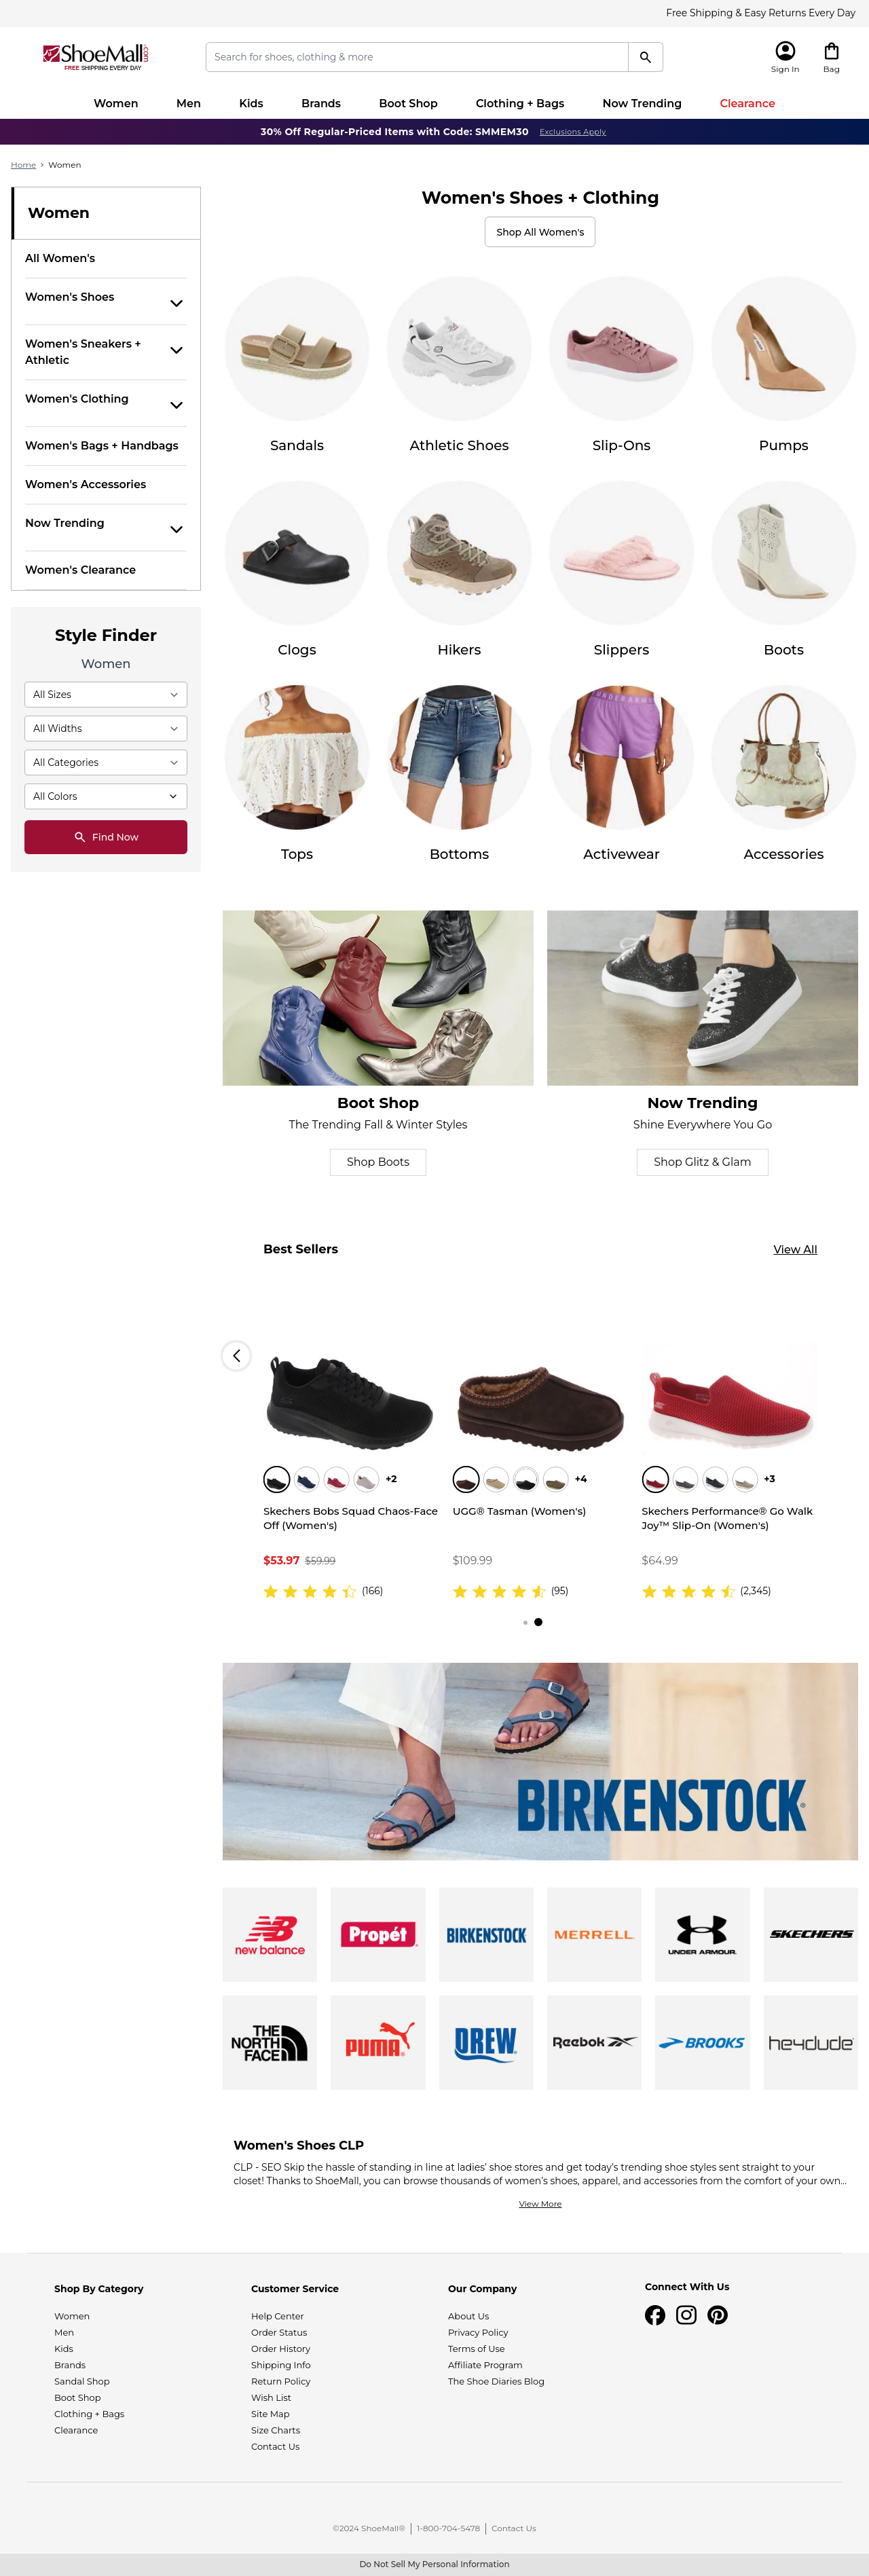 Free Shipping & Easy Returns Every Day
ShoeMall.com
FREE SHIPPING EVERY DAY
Search for shoes, clothing & more
Sign In
Bag
Women
Men
Kids
Brands
Boot Shop
Clothing + Bags
Now Trending
Clearance
30% Off Regular-Priced Items with Code: SMMEM30
Exclusions Apply
Home
Women
Women
All Women's
Women's Shoes
Women's Sneakers +
Athletic
Women's Clothing
Women's Bags + Handbags
Women's Accessories
Now Trending
Women's Clearance
Style Finder
Women
All Sizes
All Widths
All Categories
All Colors
Find Now
Women's Shoes + Clothing
Shop All Women's
Sandals
Athletic Shoes
Slip-Ons
Pumps
Clogs
Hikers
Slippers
Boots
UNDER ARMOUR
Tops
Bottoms
Activewear
Accessories
Boot Shop
The Trending Fall & Winter Styles
Shop Boots
Now Trending
Shine Everywhere You Go
Shop Glitz & Glam
Best Sellers
View All
+2
Skechers Bobs Squad Chaos-Face
Off (Women's)
$53.97 $59.99
(166)
+4
UGG® Tasman (Women's)
$109.99
(95)
+3
Skechers Performance® Go Walk
Joy™ Slip-On (Women's)
$64.99
(2,345)
BIRKENSTOCK®
new balance
Propét
BIRKENSTOCK
MERRELL
UNDER ARMOUR
SKECHERS
THE
NORTH
FACE
PUMA
DREW
Reebok
BROOKS
heydude
Women's Shoes CLP
CLP - SEO Skip the hassle of standing in line at ladies’ shoe stores and get today’s trending shoe styles sent straight to your
closet! Thanks to ShoeMall, you can browse thousands of women’s shoes, apparel, and accessories from the comfort of your own...
View More
Shop By Category
Women
Men
Kids
Brands
Sandal Shop
Boot Shop
Clothing + Bags
Clearance
Customer Service
Help Center
Order Status
Order History
Shipping Info
Return Policy
Wish List
Site Map
Size Charts
Contact Us
Our Company
About Us
Privacy Policy
Terms of Use
Affiliate Program
The Shoe Diaries Blog
Connect With Us
©2024 ShoeMall® | 1-800-704-5478 | Contact Us
Do Not Sell My Personal Information